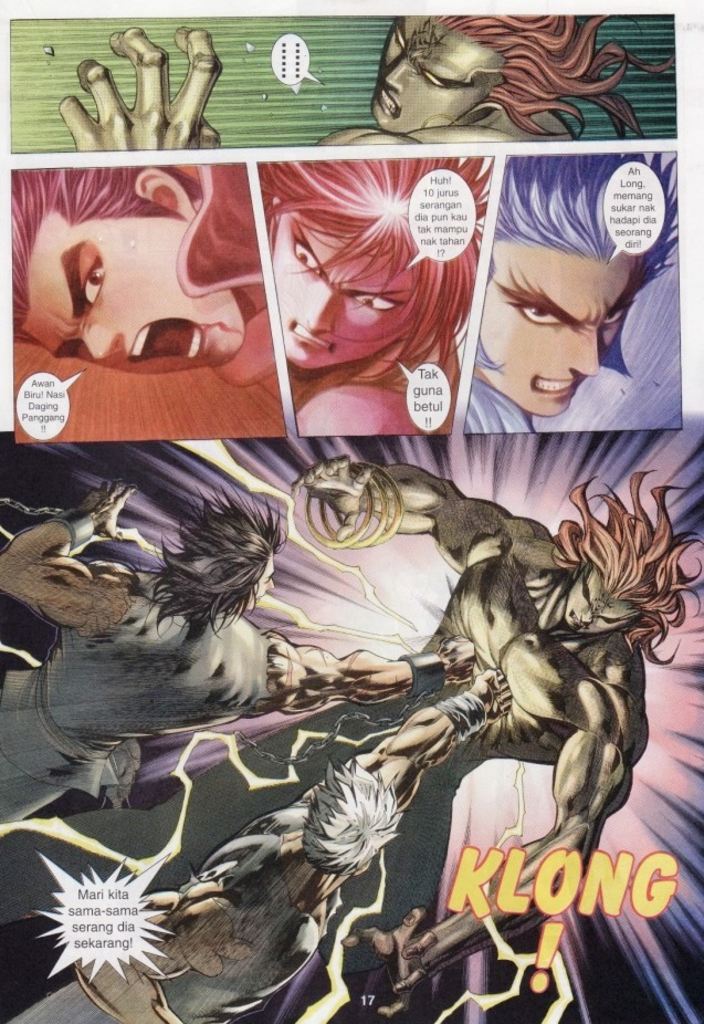 Huh!
10 jurus
serangan
dia pun kau
tak mampu
nak tahan
!?
Ah
Long,
memang
sukar nak
hadapi dia
seorang
diri!
Awan
Biru! Nasi
Daging
Panggang
!!
Tak
guna
betul
!!
Mari kita
sama-sama
serang dia
sekarang!
KLONG
!
17